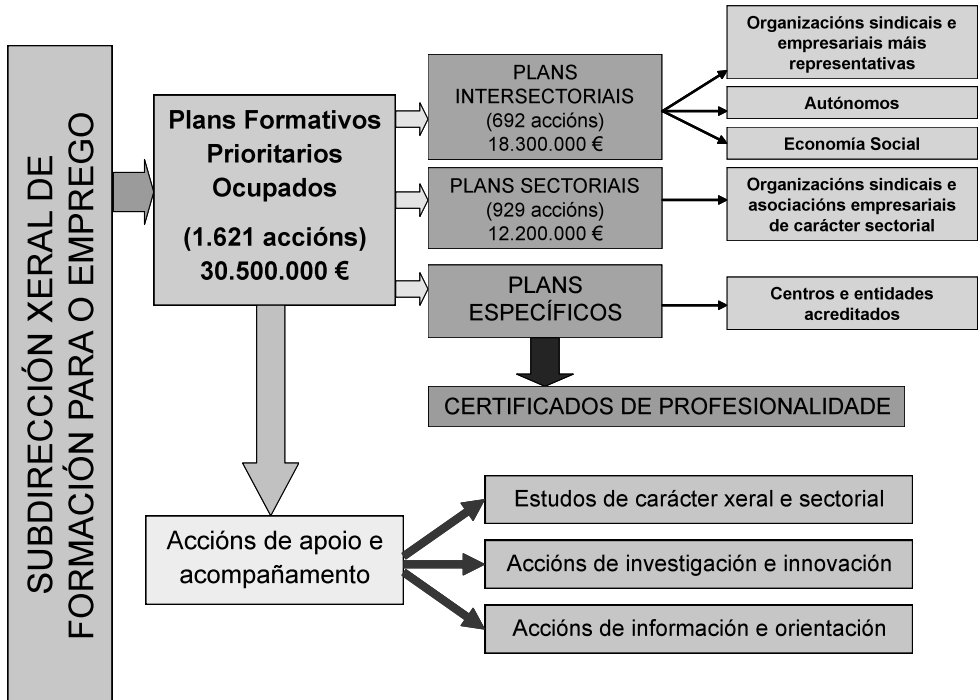 SUBDIRECCIÓN XERAL DE
FORMACIÓN PARA O EMPREGO
Plans Formativos
Prioritarios
Ocupados
(1.621 accións)
30.500.000 €
PLANS
INTERSECTORIAIS
(692 accións)
18.300.000 €
Organizacións sindicais e
empresariais máis
representativas
Autónomos
Economía Social
PLANS SECTORIAIS
(929 accións)
12.200.000 €
Organizacións sindicais e
asociacións empresariais
de carácter sectorial
PLANS
ESPECÍFICOS
Centros e entidades
acreditados
CERTIFICADOS DE PROFESIONALIDADE
Accións de apoio e
acompañamento
Estudos de carácter xeral e sectorial
Accións de investigación e innovación
Accións de información e orientación